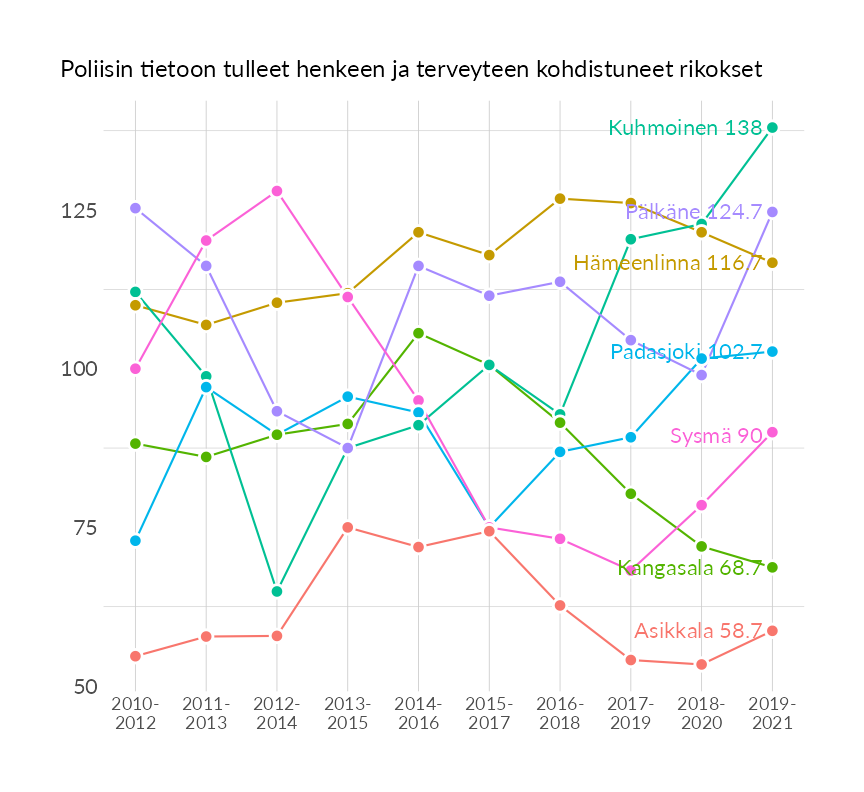 Poliisin tietoon tulleet henkeen ja terveyteen kohdistuneet rikokset
Kuhmoinen 138
125
Pälkäne 124.7
Hämeenlinna 116.7
Padasjoki 102.7
100
Sysmä 90
75
Kangasala 68.7
Asikkala 58.7
50
2010- 2011- 2012- 2013- 2014- 2015- 2016- 2017- 2018- 2019-
2012 2013 2014 2015 2016 2017 2018 2019 2020 2021